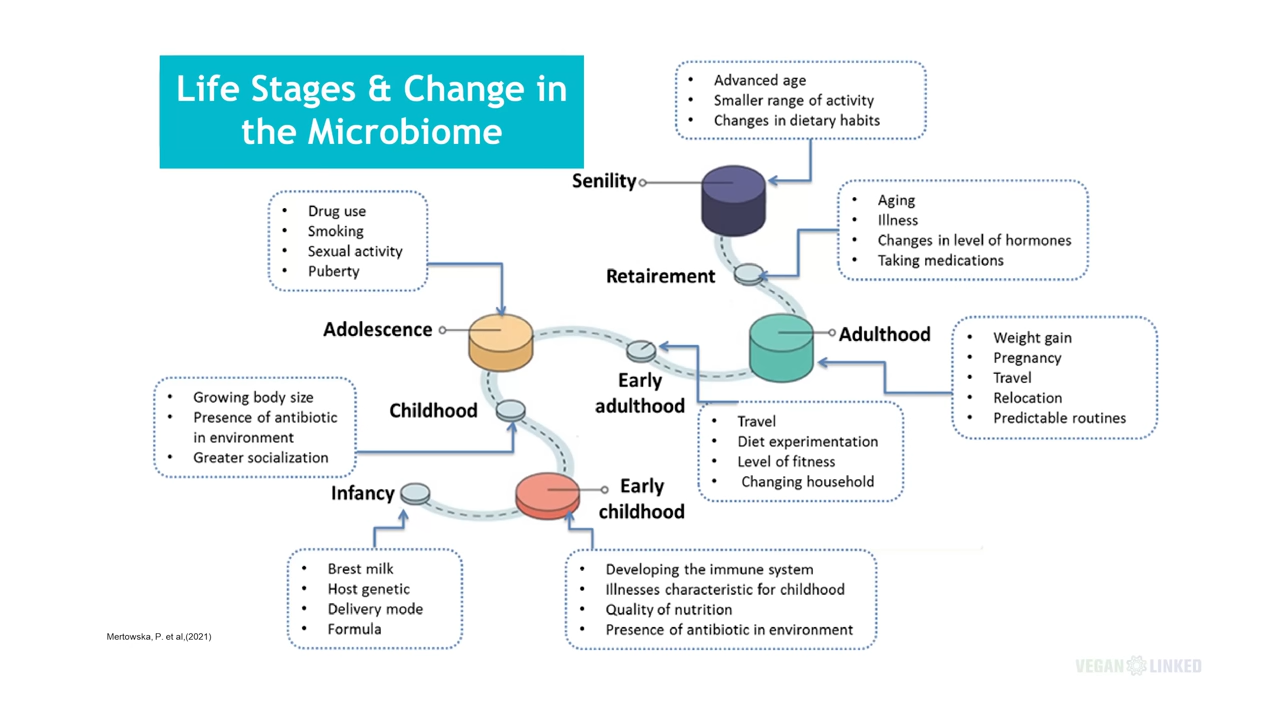 Life Stages & Change in
the Microbiome
• Advanced age
• Smaller range of activity
• Changes in dietary habits
Senility
• Aging
• Illness
• Changes in level of hormones
• Taking medications
Retairement
• Drug use
• Smoking
• Sexual activity
• Puberty
Adolescence
Adulthood
• Weight gain
• Pregnancy
• Travel
• Relocation
• Predictable routines
Early
adulthood
• Travel
• Diet experimentation
• Level of fitness
• Changing household
• Growing body size
• Presence of antibiotic
in environment
• Greater socialization
Childhood
Infancy
Early
childhood
• Brest milk
• Host genetic
• Delivery mode
• Formula
• Developing the immune system
• Illnesses characteristic for childhood
• Quality of nutrition
• Presence of antibiotic in environment
Mertowska, P. et al,(2021)
VEGAN LINKED